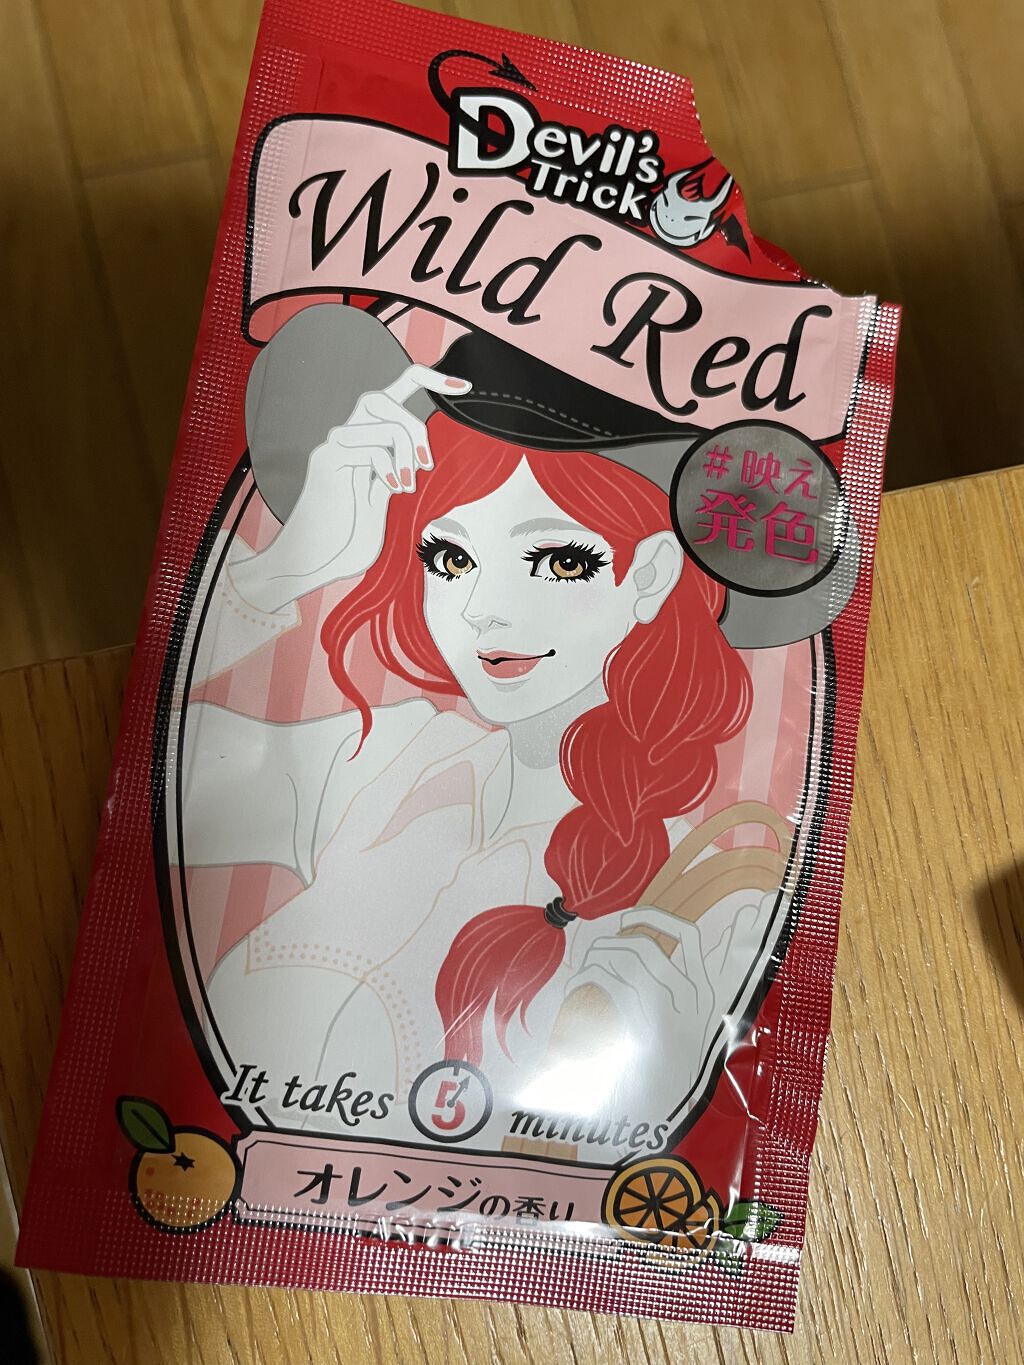 Devil's
Trick
Wild Red
#映え
発色
It takes 5 minutes
オレンジの香り